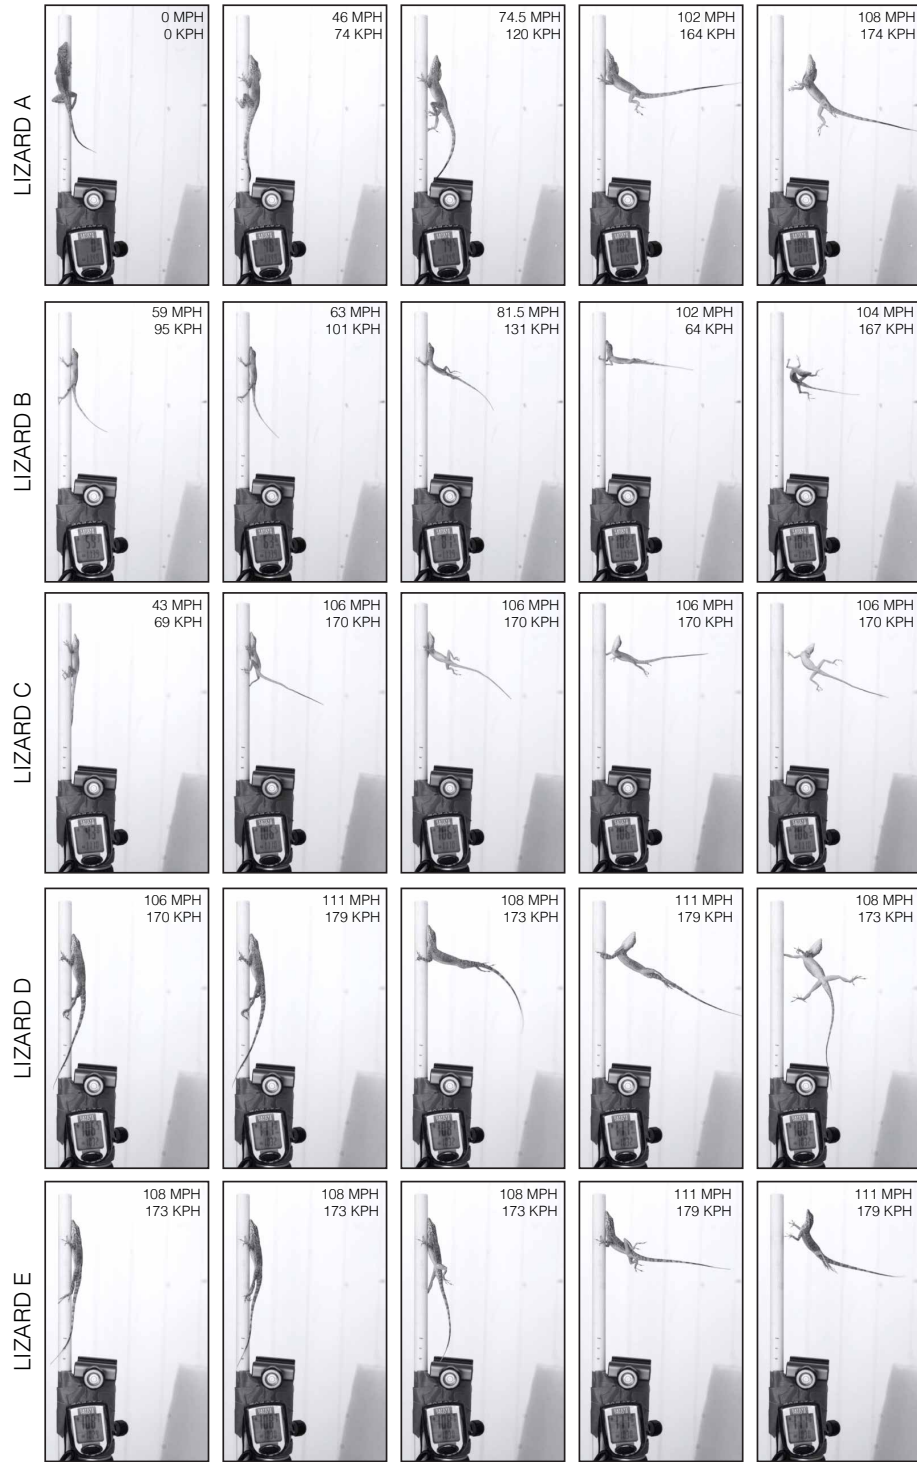 LIZARD A
0 MPH
0 KPH
46 MPH
74 KPH
74.5 MPH
120 KPH
102 MPH
164 KPH
108 MPH
174 KPH
LIZARD B
59 MPH
95 KPH
63 MPH
101 KPH
81.5 MPH
131 KPH
102 MPH
64 KPH
104 MPH
167 KPH
LIZARD C
43 MPH
69 KPH
106 MPH
170 KPH
106 MPH
170 KPH
106 MPH
170 KPH
106 MPH
170 KPH
LIZARD D
106 MPH
170 KPH
111 MPH
179 KPH
108 MPH
173 KPH
111 MPH
179 KPH
108 MPH
173 KPH
LIZARD E
108 MPH
173 KPH
108 MPH
173 KPH
108 MPH
173 KPH
111 MPH
179 KPH
111 MPH
179 KPH